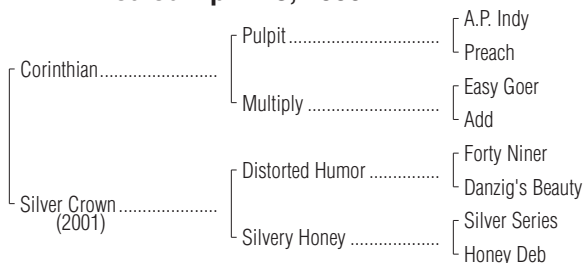 A.P. Indy
Pulpit
Preach
Corinthian
Easy Goer
Multiply
Add
Forty Niner
Distorted Humor
Danzig's Beauty
Silver Crown
(2001)
Silver Series
Silvery Honey
Honey Deb